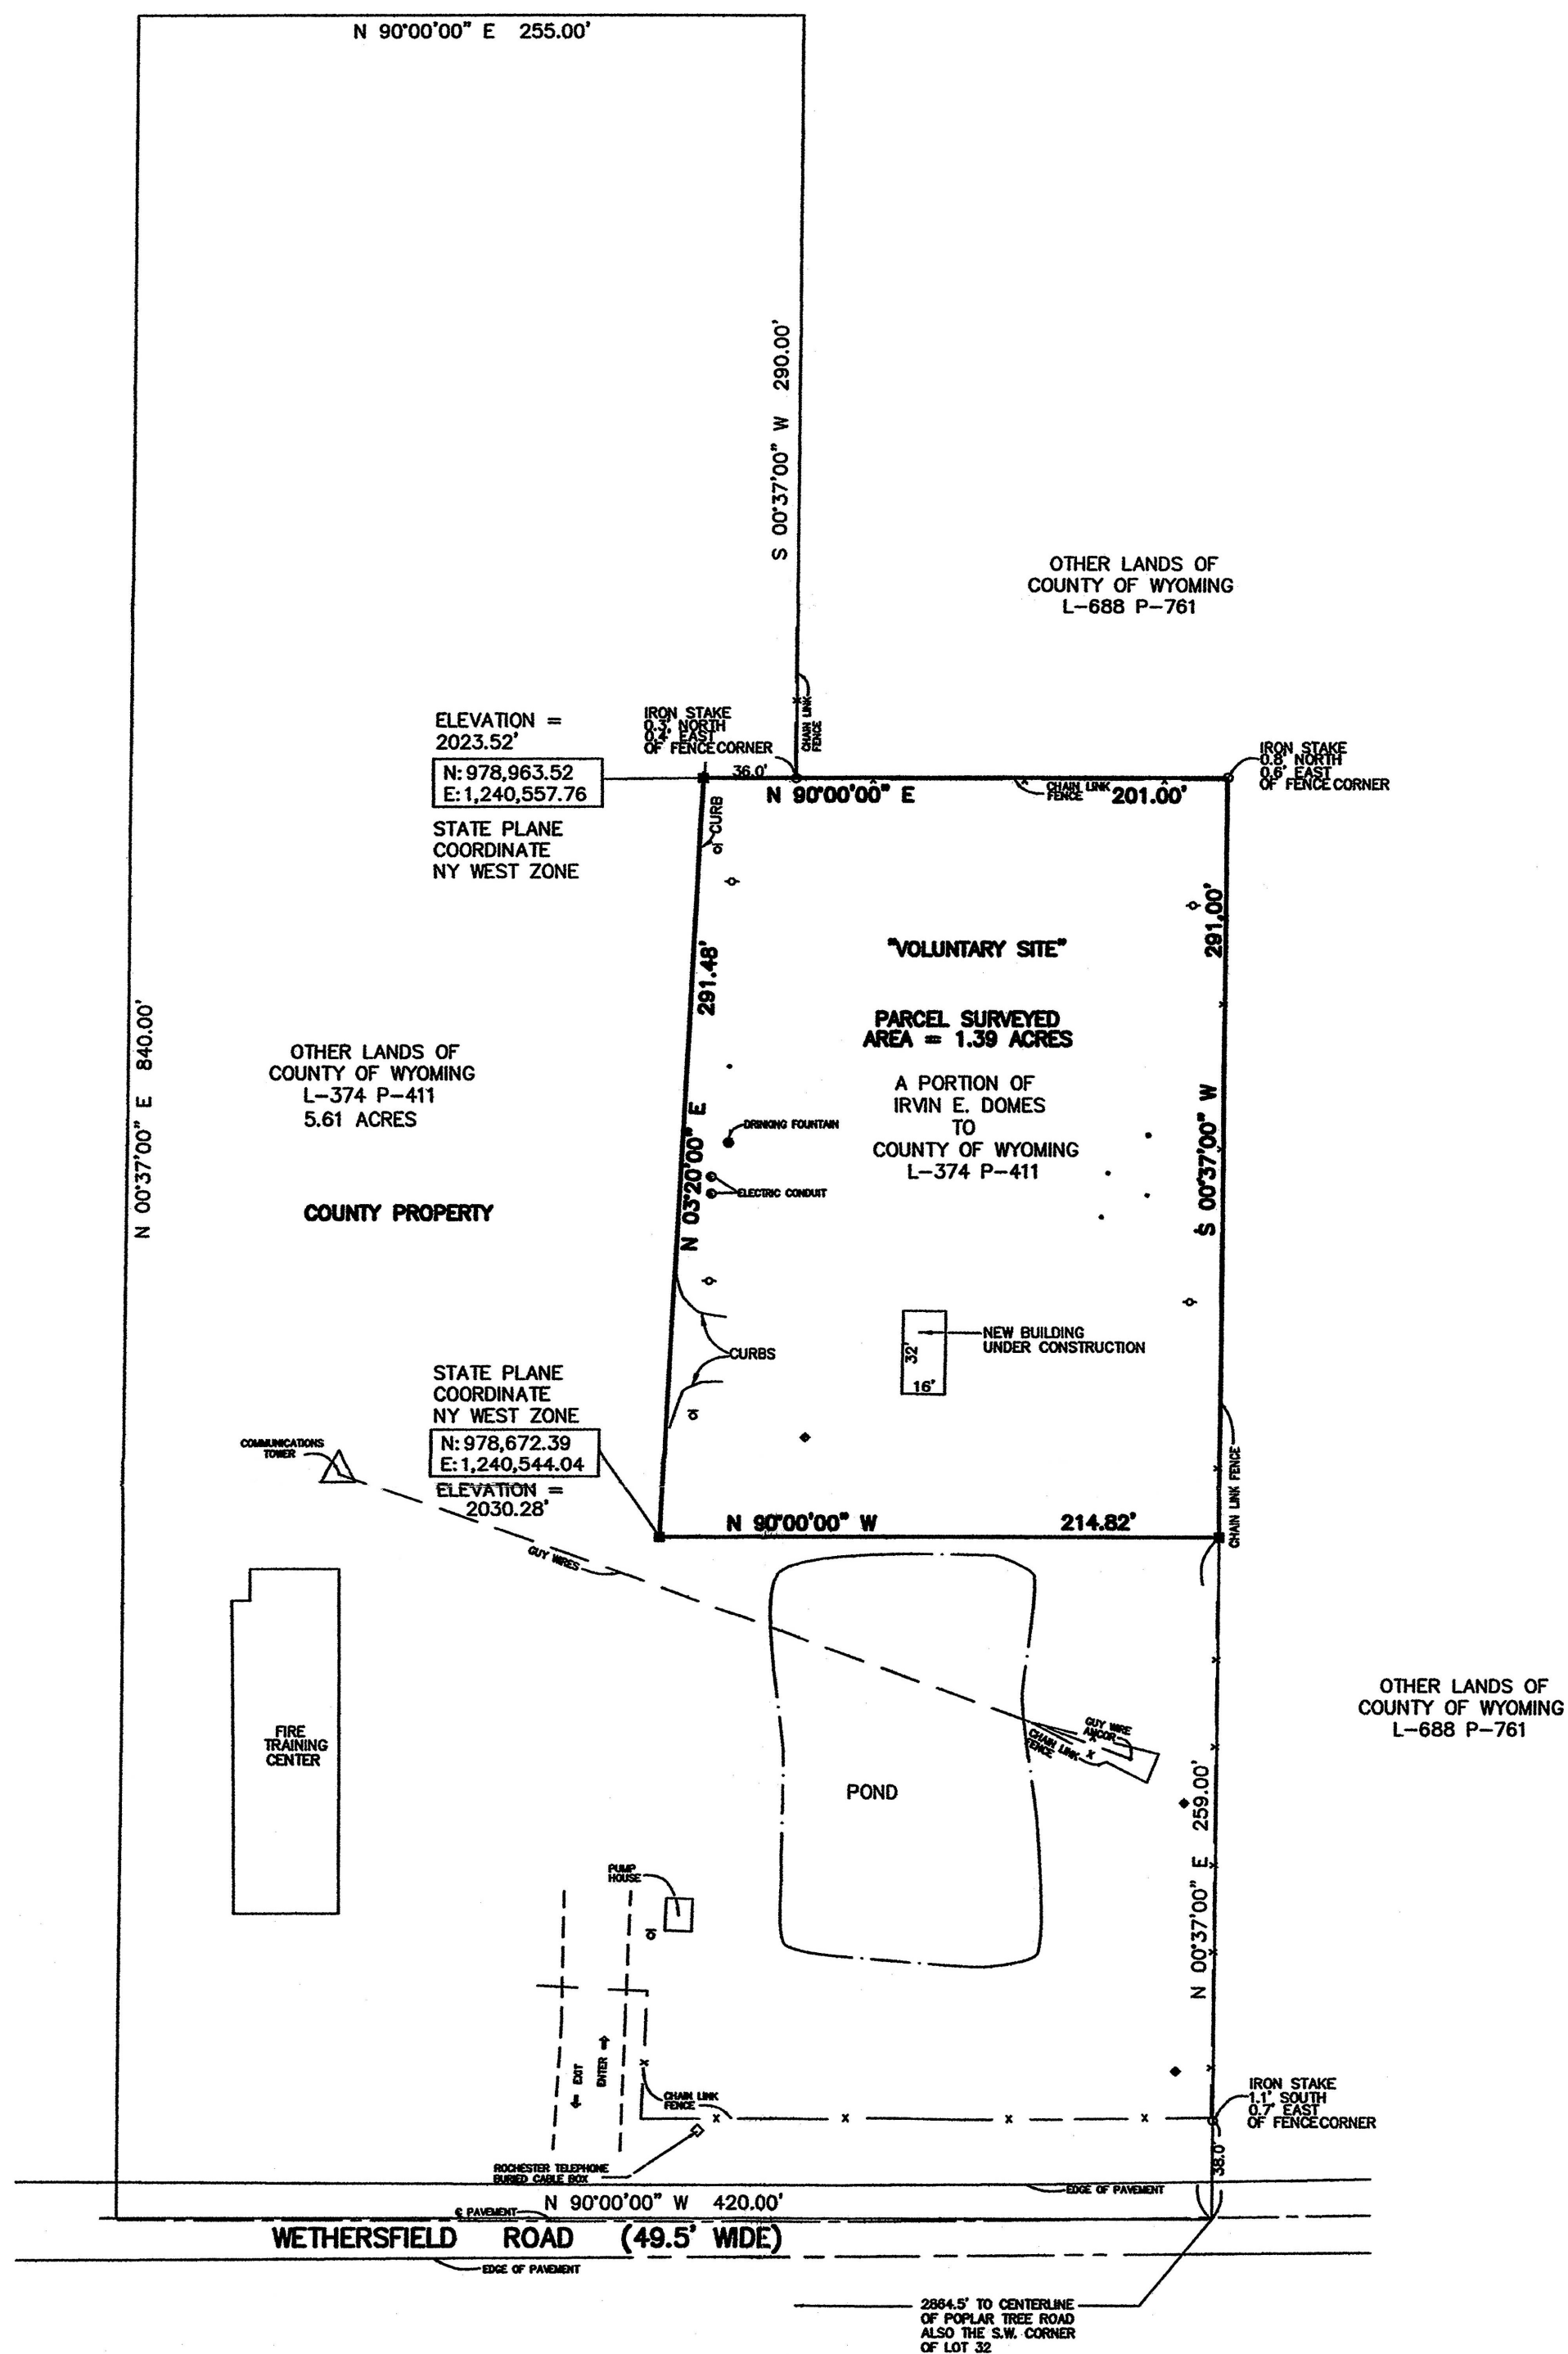 N 90°00'00" E 255.00'
S 00°37'00" W 290.00'
OTHER LANDS OF
COUNTY OF WYOMING
L-688 P-761
CHAIN LINK
FENCE
IRON STAKE
0.3' NORTH
0.4' EAST
OF FENCE CORNER
ELEVATION =
2023.52'
N: 978,963.52
E: 1,240,557.76
STATE PLANE
COORDINATE
NY WEST ZONE
36.0'
N 90°00'00" E
CHAIN LINK
FENCE
201.00'
IRON STAKE
0.8' NORTH
0.6' EAST
OF FENCE CORNER
CURB
291.48'
N 03°20'00" E
291.00'
S 00°37'00" W
"VOLUNTARY SITE"
PARCEL SURVEYED
AREA = 1.39 ACRES
A PORTION OF
IRVIN E. DOMES
TO
COUNTY OF WYOMING
L-374 P-411
N 00°37'00" E 840.00'
OTHER LANDS OF
COUNTY OF WYOMING
L-374 P-411
5.61 ACRES
COUNTY PROPERTY
DRINKING FOUNTAIN
ELECTRIC CONDUIT
NEW BUILDING
UNDER CONSTRUCTION
32'
16'
CURBS
STATE PLANE
COORDINATE
NY WEST ZONE
N: 978,672.39
E: 1,240,544.04
ELEVATION =
2030.28'
COMMUNICATIONS
TOWER
GUY WIRES
N 90°00'00" W 214.82'
CHAIN LINK FENCE
FIRE
TRAINING
CENTER
POND
GUY WIRE
ANCOR
CHAIN LINK
FENCE
OTHER LANDS OF
COUNTY OF WYOMING
L-688 P-761
N 00°37'00" E 259.00'
PUMP
HOUSE
EXIT
ENTER
CHAIN LINK
FENCE
IRON STAKE
1.1' SOUTH
0.7' EAST
OF FENCE CORNER
38.0'
ROCHESTER TELEPHONE
BURIED CABLE BOX
EDGE OF PAVEMENT
N 90°00'00" W 420.00'
℄ PAVEMENT
WETHERSFIELD ROAD (49.5' WIDE)
EDGE OF PAVEMENT
2864.5' TO CENTERLINE
OF POPLAR TREE ROAD
ALSO THE S.W. CORNER
OF LOT 32